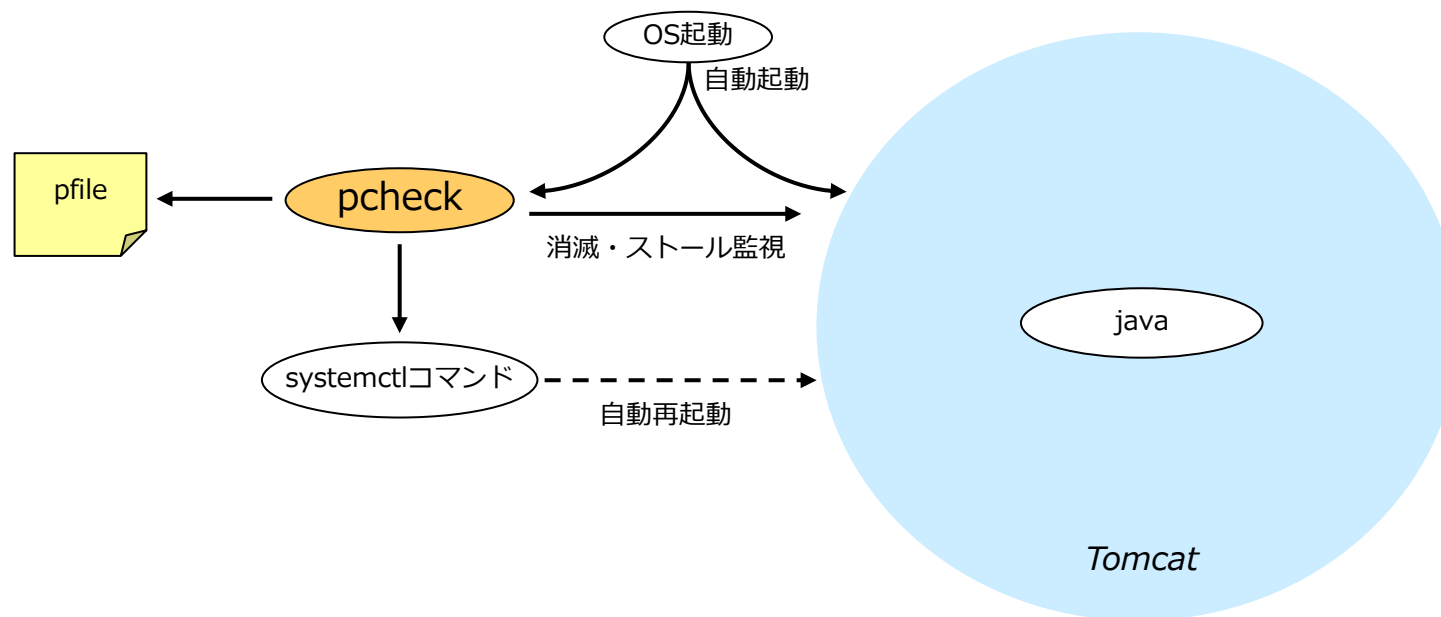 OS起動
自動起動
pfile
pcheck
消滅・ストール監視
java
systemctlコマンド
自動再起動
Tomcat